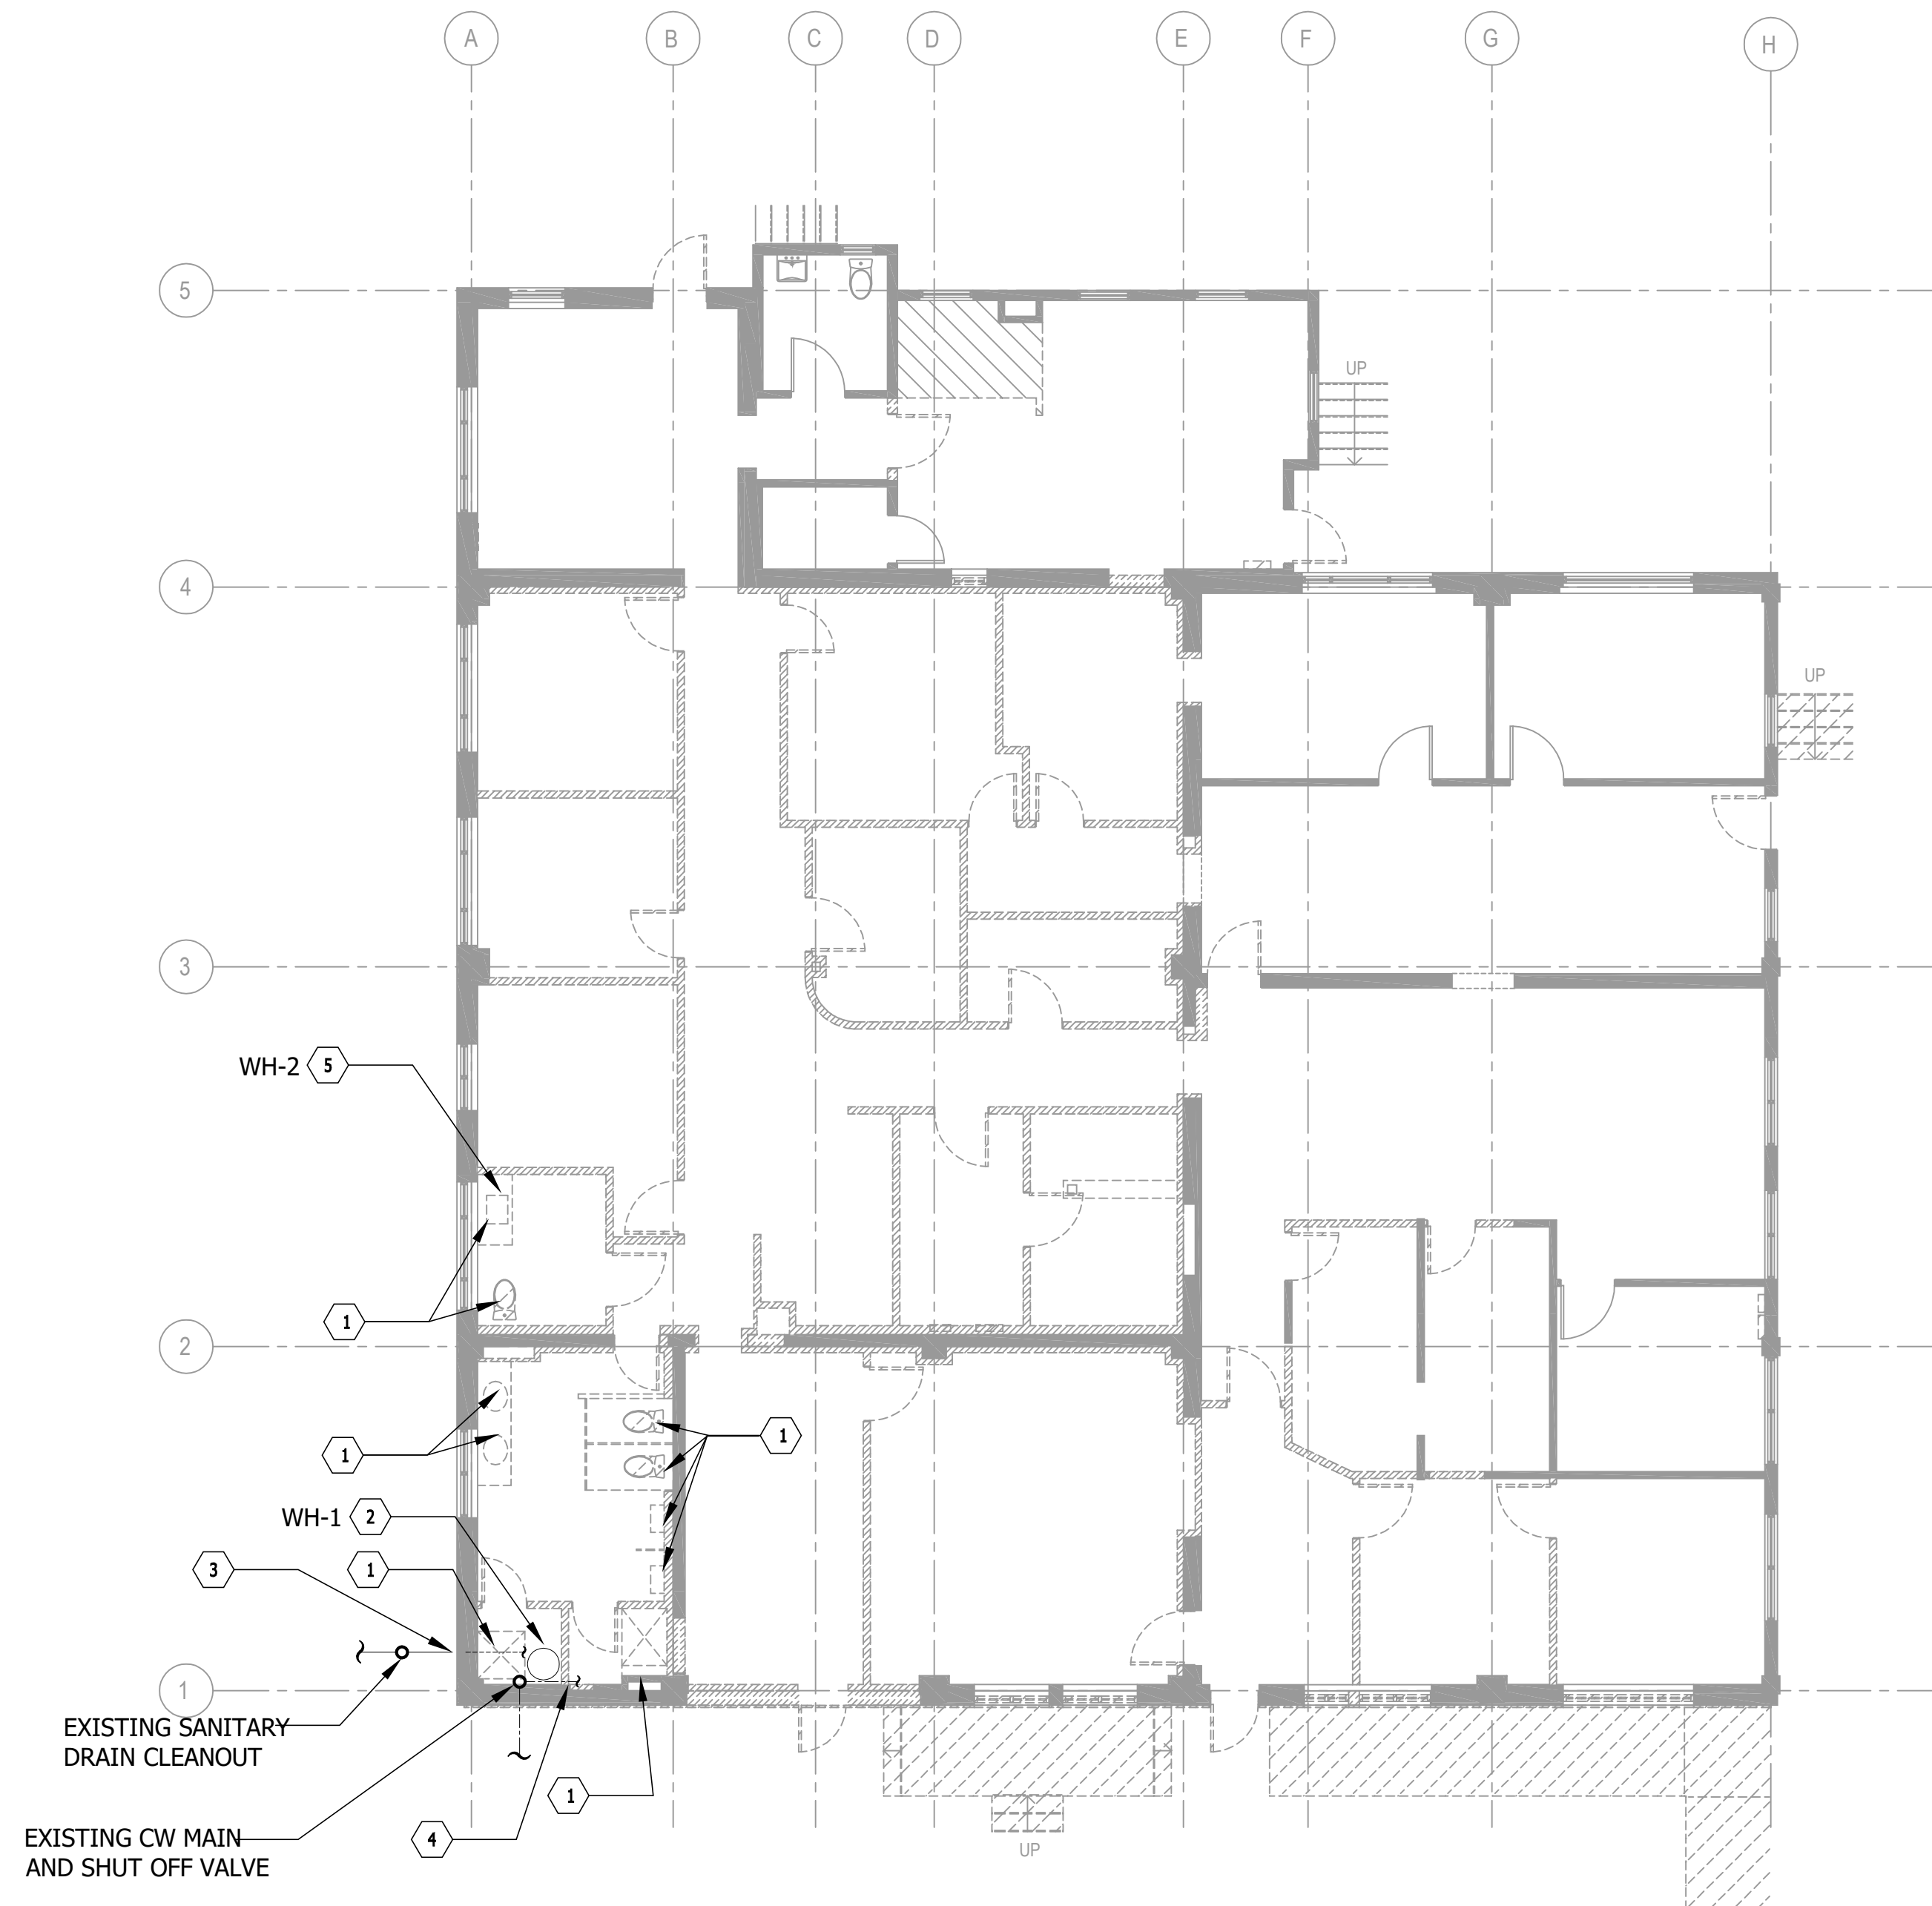 A B C D E F G H
5
UP
4
UP
3
WH-2 5
1
2
1
1
WH-1 2
3
1
1
EXISTING SANITARY
DRAIN CLEANOUT
1
4
EXISTING CW MAIN
AND SHUT OFF VALVE
UP